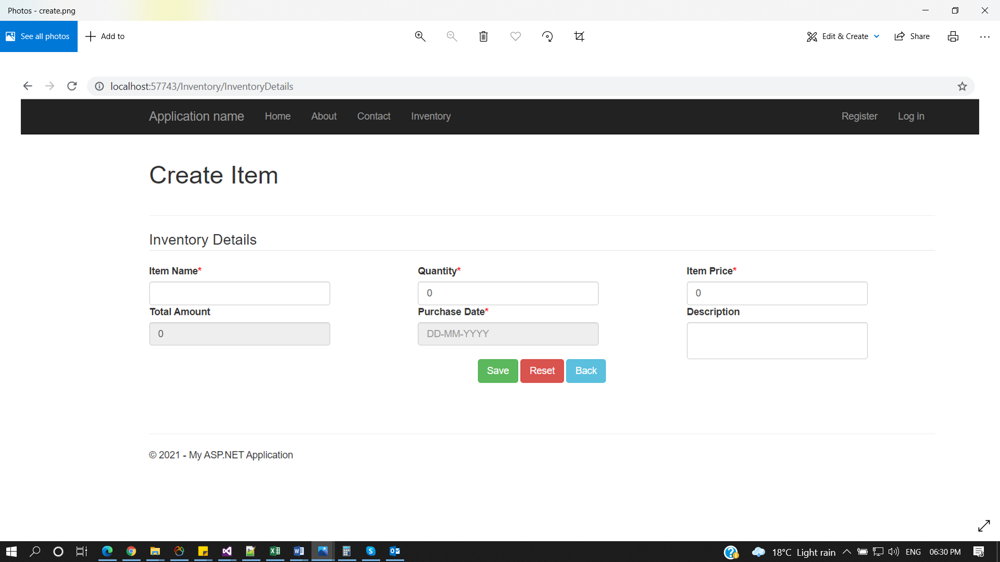 Photos - create.png
See all photos
Add to
Edit & Create
Share
localhost:57743/Inventory/InventoryDetails
Application name Home About Contact Inventory Register Log in
Create Item
Inventory Details
Item Name* Quantity* Item Price*
0 0
Total Amount Purchase Date* Description
0 DD-MM-YYYY
Save Reset Back
© 2021 - My ASP.NET Application
18°C Light rain ENG 06:30 PM